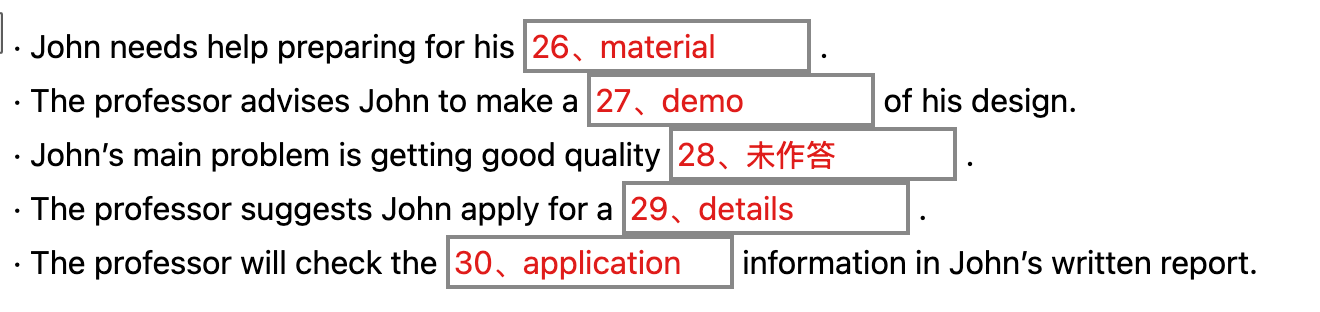 · John needs help preparing for his 26、material .
· The professor advises John to make a 27、demo of his design.
· John’s main problem is getting good quality 28、未作答 .
· The professor suggests John apply for a 29、details .
· The professor will check the 30、application information in John’s written report.